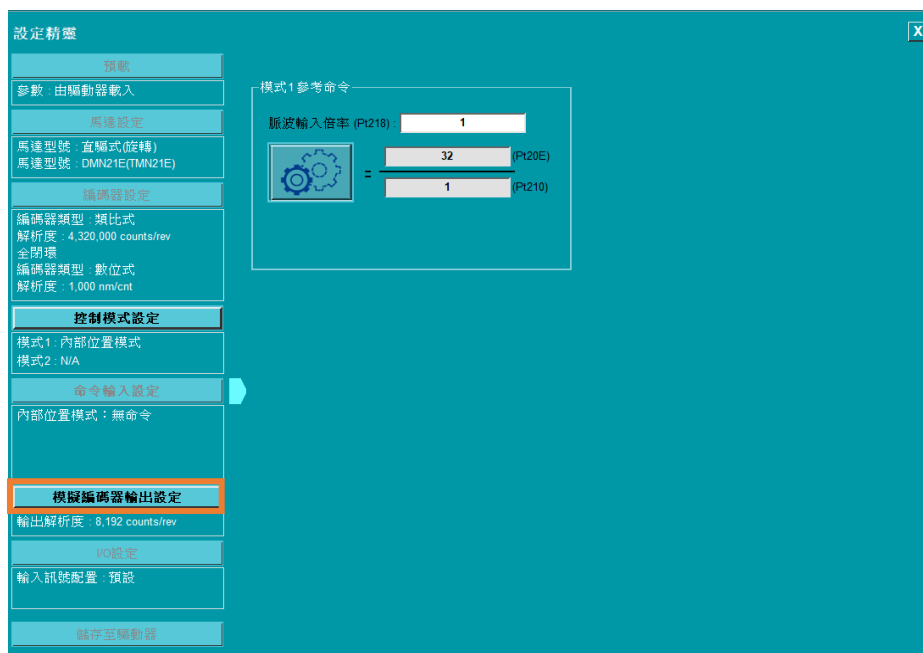 設定精靈
X
預載
參數 : 由驅動器載入
馬達設定
馬達型號 : 直驅式(旋轉)
馬達型號 : DMN21E(TMN21E)
編碼器設定
編碼器類型 : 類比式
解析度 : 4,320,000 counts/rev
全閉環
編碼器類型 : 數位式
解析度 : 1,000 nm/cnt
控制模式設定
模式1 : 內部位置模式
模式2 : N/A
命令輸入設定
內部位置模式：無命令
模擬編碼器輸出設定
輸出解析度 : 8,192 counts/rev
I/O設定
輸入訊號配置 : 預設
儲存至驅動器
模式1參考命令
脈波輸入倍率 (Pt218) : 1
= 32 (Pt20E)
1 (Pt210)